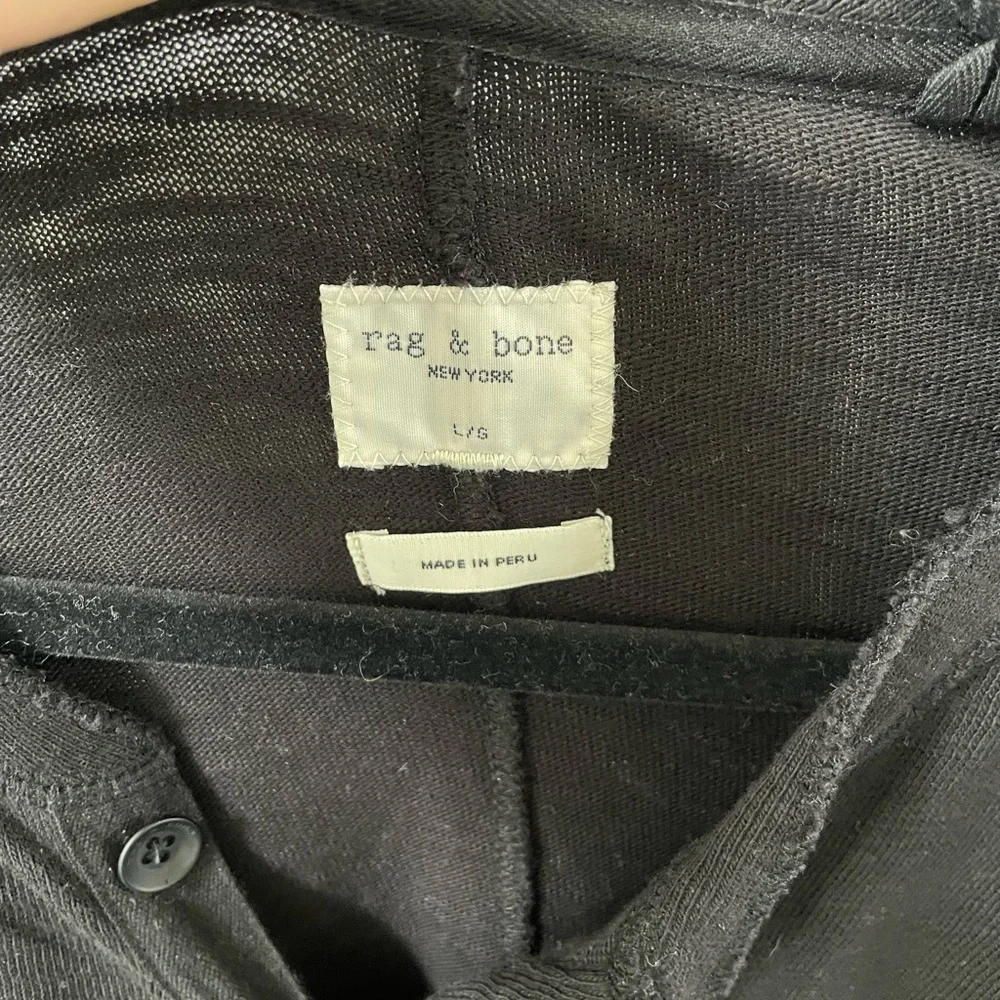 rag & bone
NEW YORK
L/G
MADE IN PERU